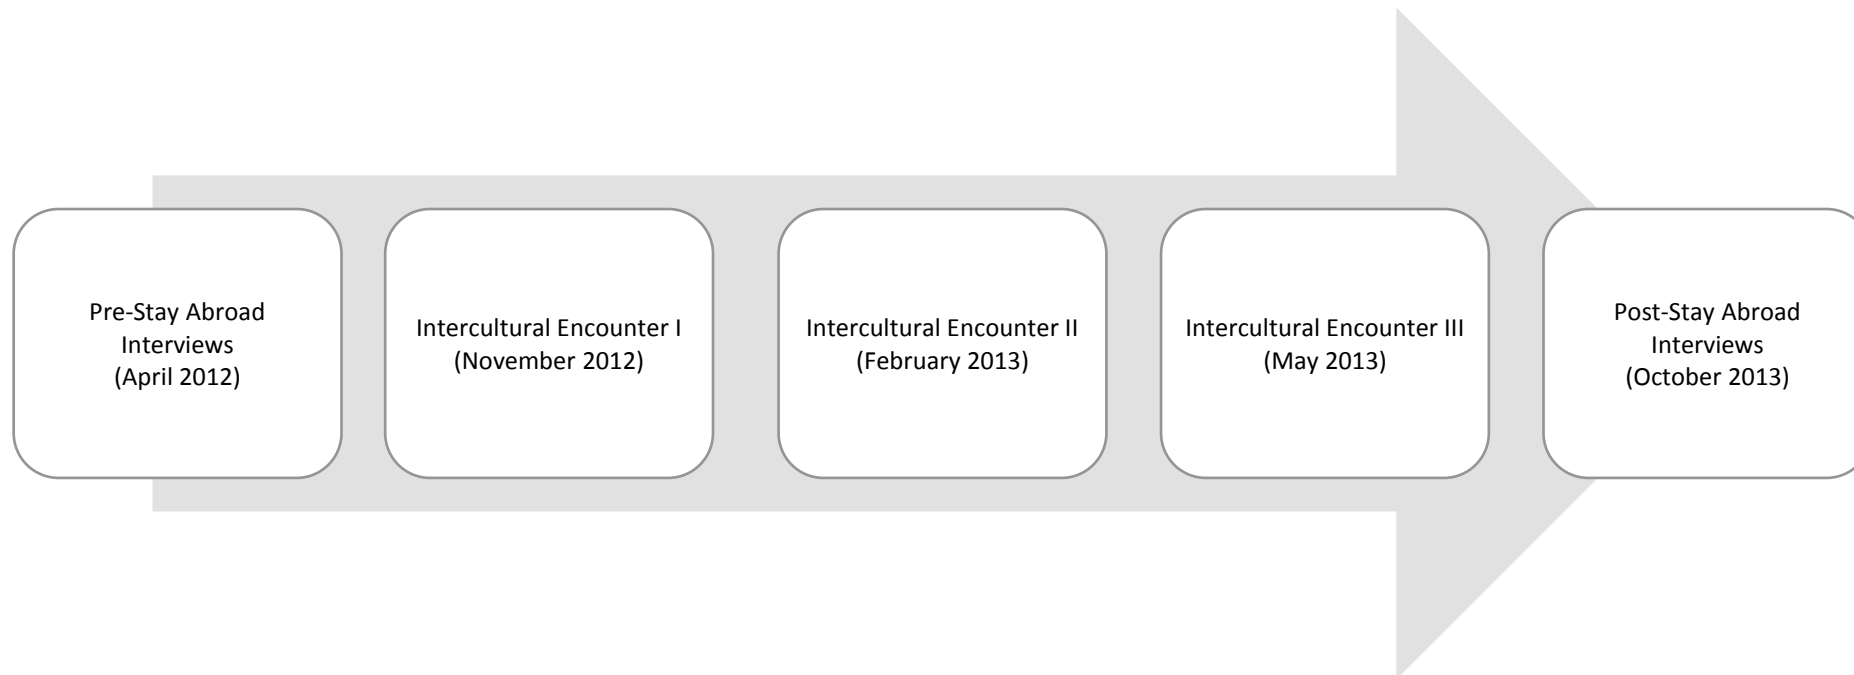 Pre-Stay Abroad
Interviews
(April 2012)
Intercultural Encounter I
(November 2012)
Intercultural Encounter II
(February 2013)
Intercultural Encounter III
(May 2013)
Post-Stay Abroad
Interviews
(October 2013)